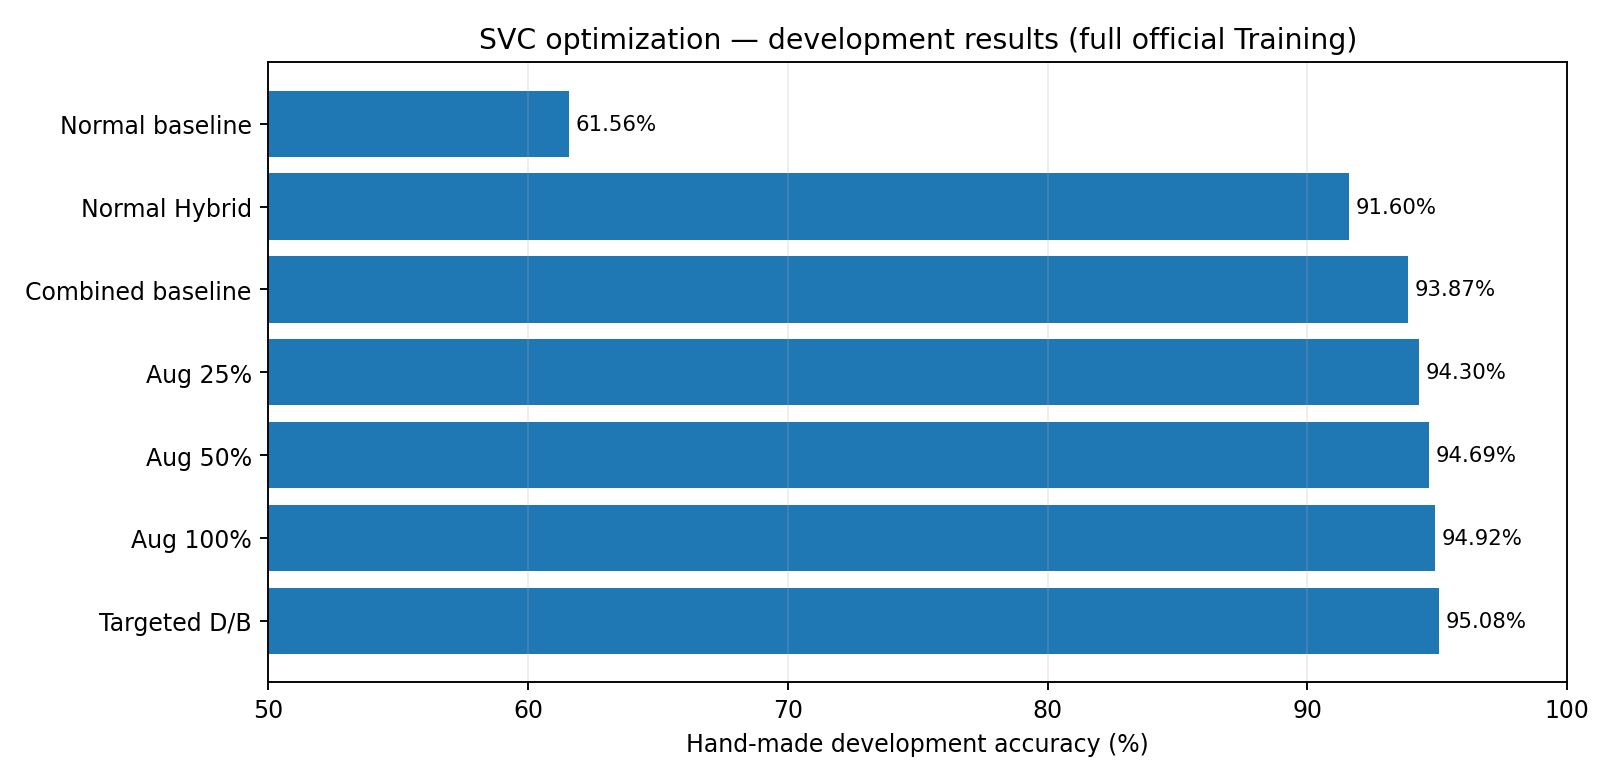 SVC optimization — development results (full official Training)
Normal baseline
61.56%
Normal Hybrid
91.60%
Combined baseline
93.87%
Aug 25%
94.30%
Aug 50%
94.69%
Aug 100%
94.92%
Targeted D/B
95.08%
50 60 70 80 90 100
Hand-made development accuracy (%)